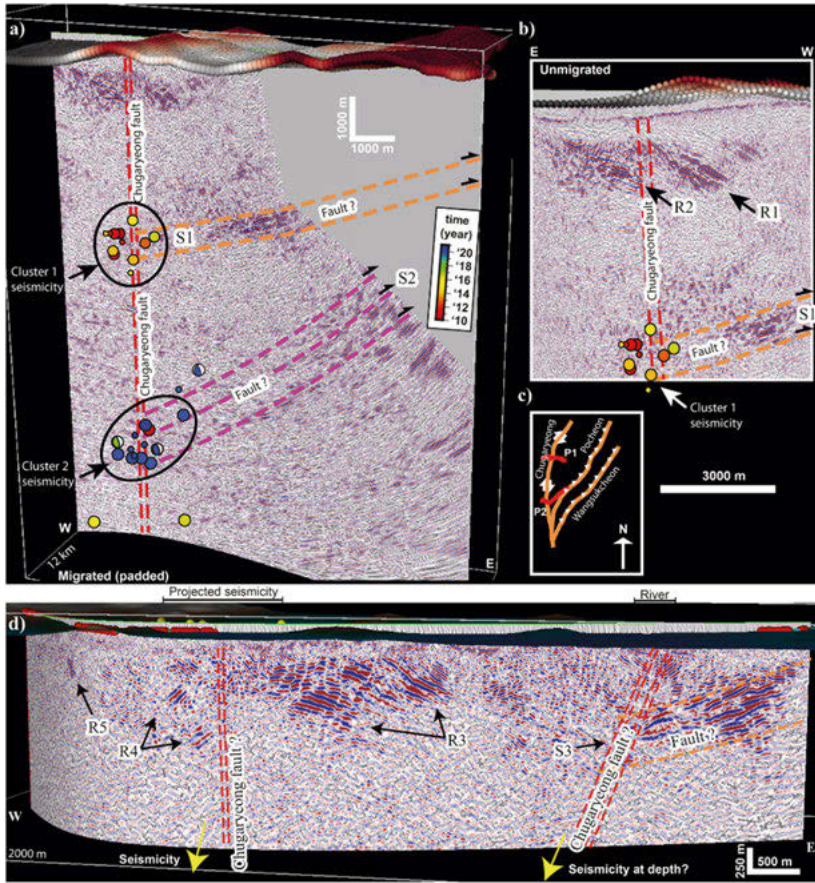 a)
1000 m
1000 m
Chugaryeong fault
Fault ?
S1
Cluster 1
seismicity
time
(year)
'20
'18
'16
'14
'12
'10
S2
Chugaryeong fault
Fault ?
Cluster 2
seismicity
W
12 km
E
Migrated (padded)
b)
E
W
Unmigrated
Chugaryeong fault
R2
R1
S1
Fault ?
Cluster 1
seismicity
c)
Chugaryeong
Pocheon
Wangsukcheon
P1
P2
N
3000 m
Projected seismicity
River
d)
R5
R4
R3
S3
Chugaryeong fault ?
Chugaryeong fault ?
Fault ?
W
E
2000 m
Seismicity
Seismicity at depth?
250 m
500 m